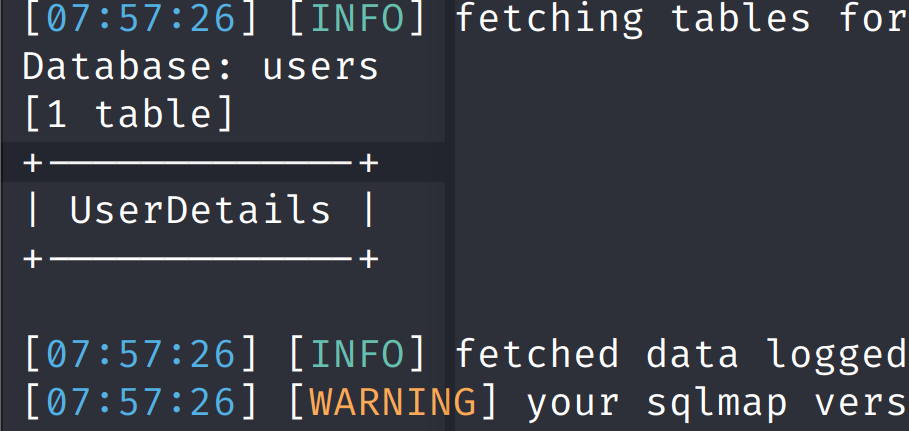 [07:57:26] [INFO] fetching tables for
Database: users
[1 table]
+-------------+
| UserDetails |
+-------------+
[07:57:26] [INFO] fetched data logged
[07:57:26] [WARNING] your sqlmap vers